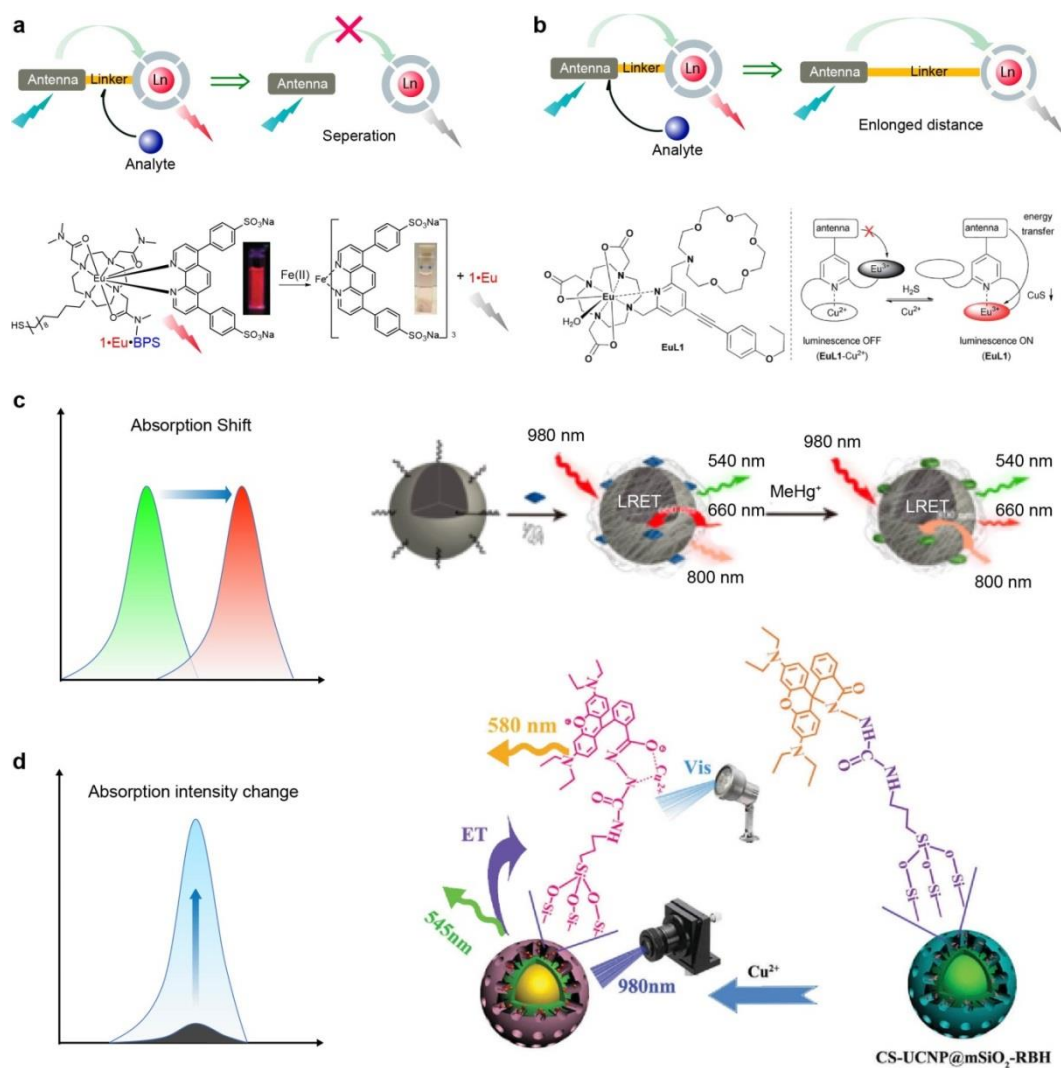 a
Antenna
Linker
Ln
Analyte
Antenna
Ln
Seperation
b
Antenna
Linker
Ln
Analyte
Antenna
Linker
Ln
Enlonged distance
SO₃Na
SO₃Na
Eu
HS
8
1•Eu•BPS
Fe(II)
Fe
SO₃Na
SO₃Na
3
+ 1•Eu
Eu
H₂O
EuL1
antenna
Eu³⁺
Cu²⁺
luminescence OFF
(EuL1-Cu²⁺)
H₂S
Cu²⁺
antenna
energy
transfer
CuS
Eu³⁺
luminescence ON
(EuL1)
c
Absorption Shift
980 nm
LRET
540 nm
660 nm
800 nm
MeHg⁺
980 nm
LRET
540 nm
660 nm
800 nm
d
Absorption intensity change
580 nm
ET
545nm
Cu²⁺
Vis
980nm
Cu²⁺
CS-UCNP@mSiO₂-RBH